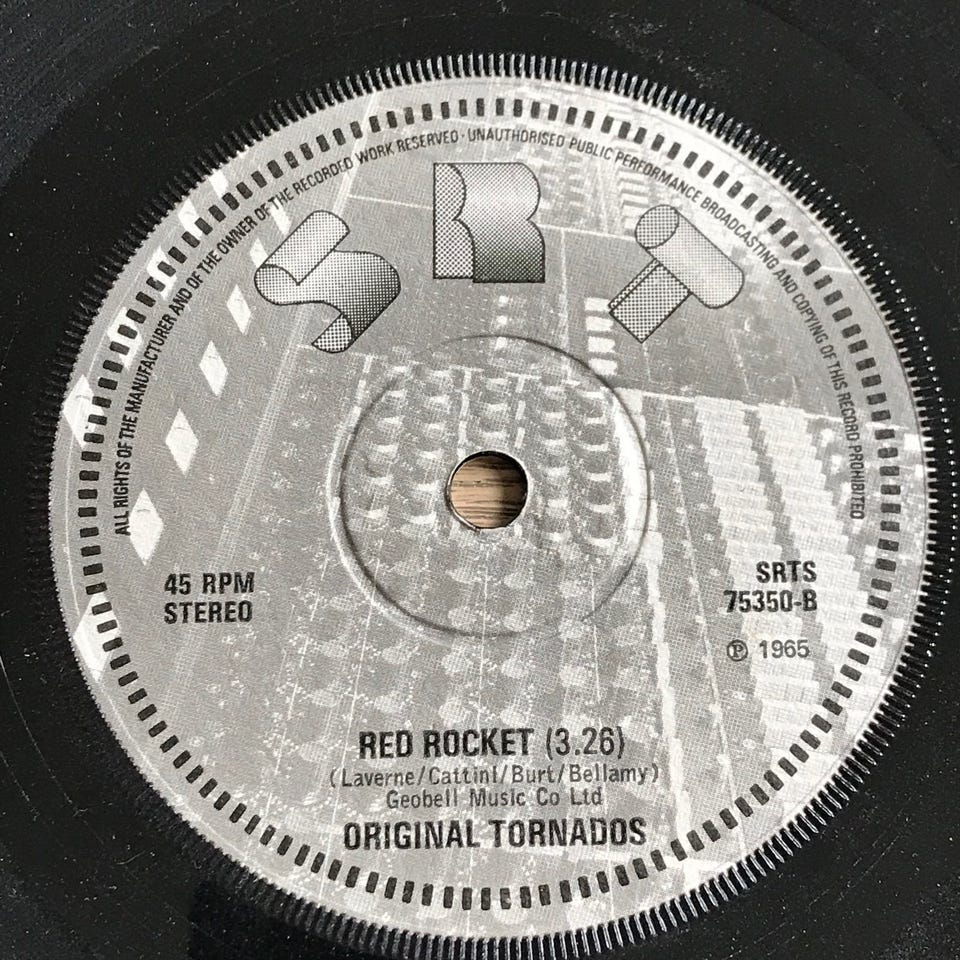 ALL RIGHTS OF THE MANUFACTURER AND OF THE OWNER OF THE RECORDED WORK RESERVED · UNAUTHORISED PUBLIC PERFORMANCE BROADCASTING AND COPYING OF THIS RECORD PROHIBITED
SRT
45 RPM
STEREO
SRTS
75350-B
Ⓟ 1965
RED ROCKET (3.26)
(Laverne/Cattini/Burt/Bellamy)
Geobell Music Co Ltd
ORIGINAL TORNADOS